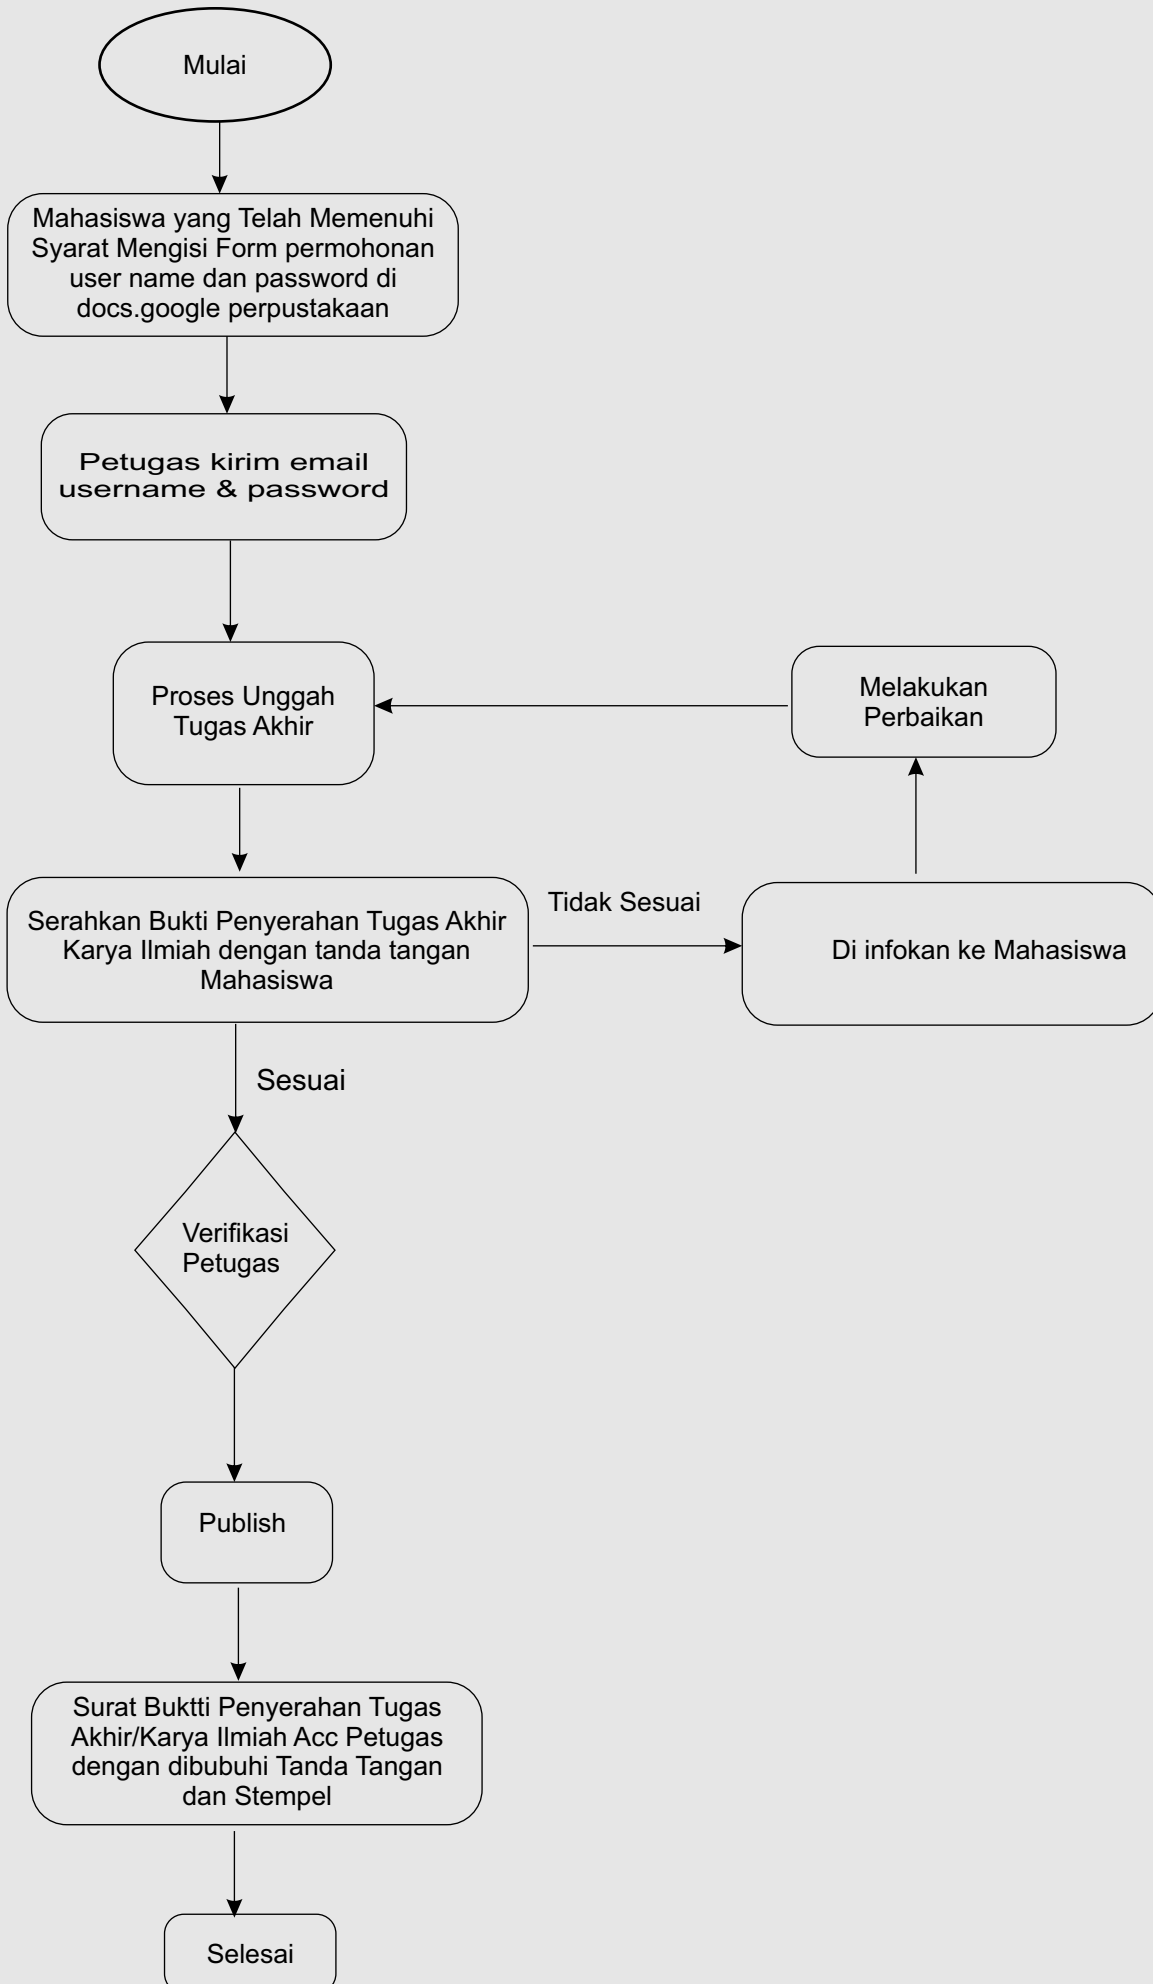 Mulai
Mahasiswa yang Telah Memenuhi
Syarat Mengisi Form permohonan
user name dan password di
docs.google perpustakaan
Petugas kirim email
username & password
Proses Unggah
Tugas Akhir
Melakukan
Perbaikan
Serahkan Bukti Penyerahan Tugas Akhir
Karya Ilmiah dengan tanda tangan
Mahasiswa
Tidak Sesuai
Di infokan ke Mahasiswa
Sesuai
Verifikasi
Petugas
Publish
Surat Buktti Penyerahan Tugas
Akhir/Karya Ilmiah Acc Petugas
dengan dibubuhi Tanda Tangan
dan Stempel
Selesai